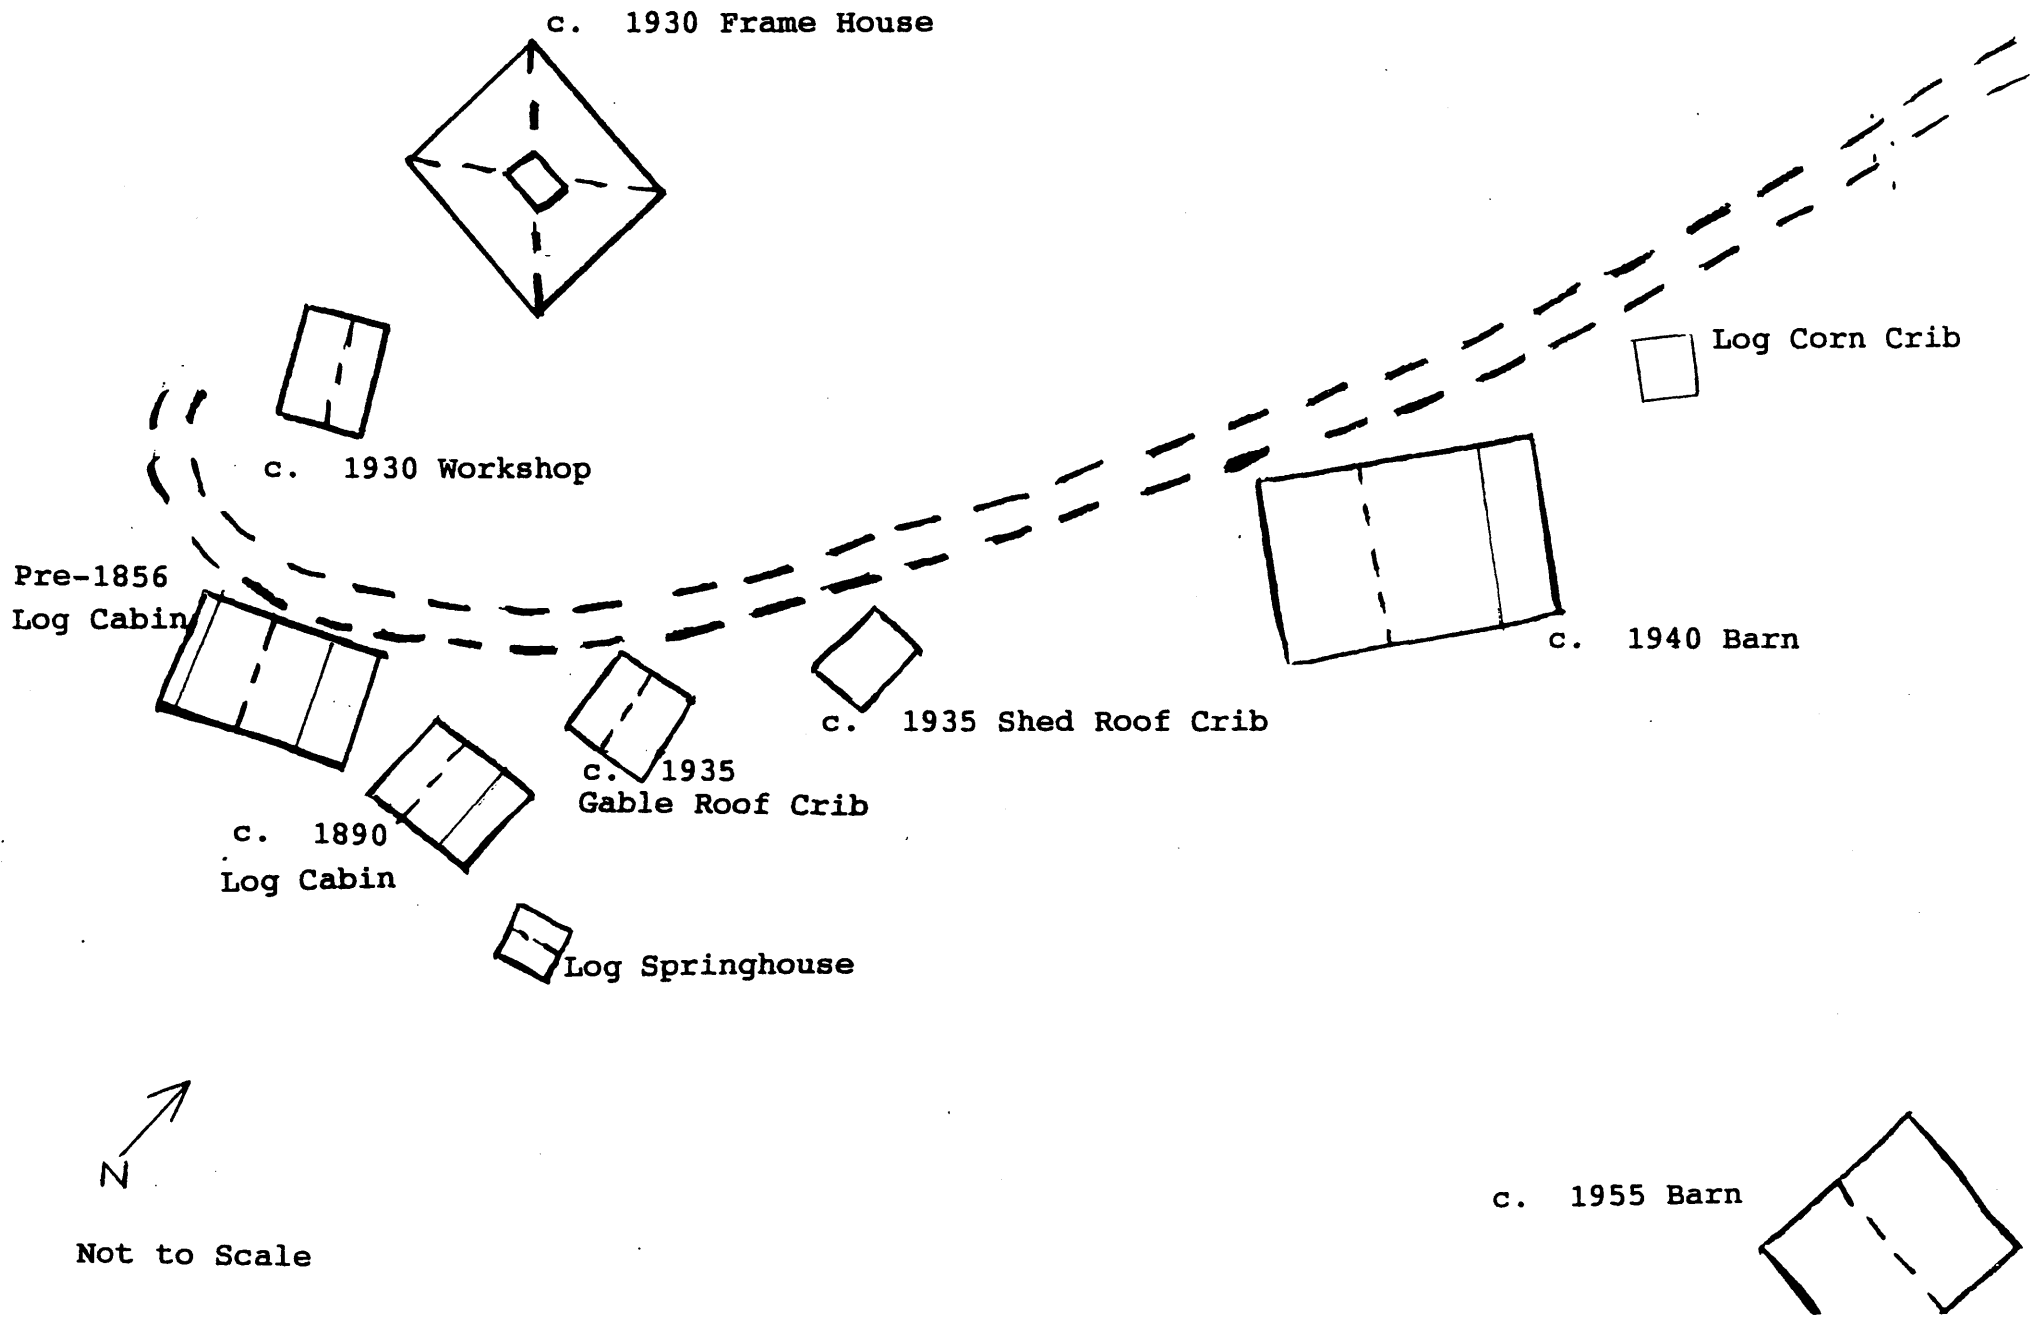 c. 1930 Frame House
Log Corn Crib
c. 1930 Workshop
Pre-1856
Log Cabin
c. 1940 Barn
c. 1935 Shed Roof Crib
c. 1935
Gable Roof Crib
c. 1890
Log Cabin
Log Springhouse
N
c. 1955 Barn
Not to Scale